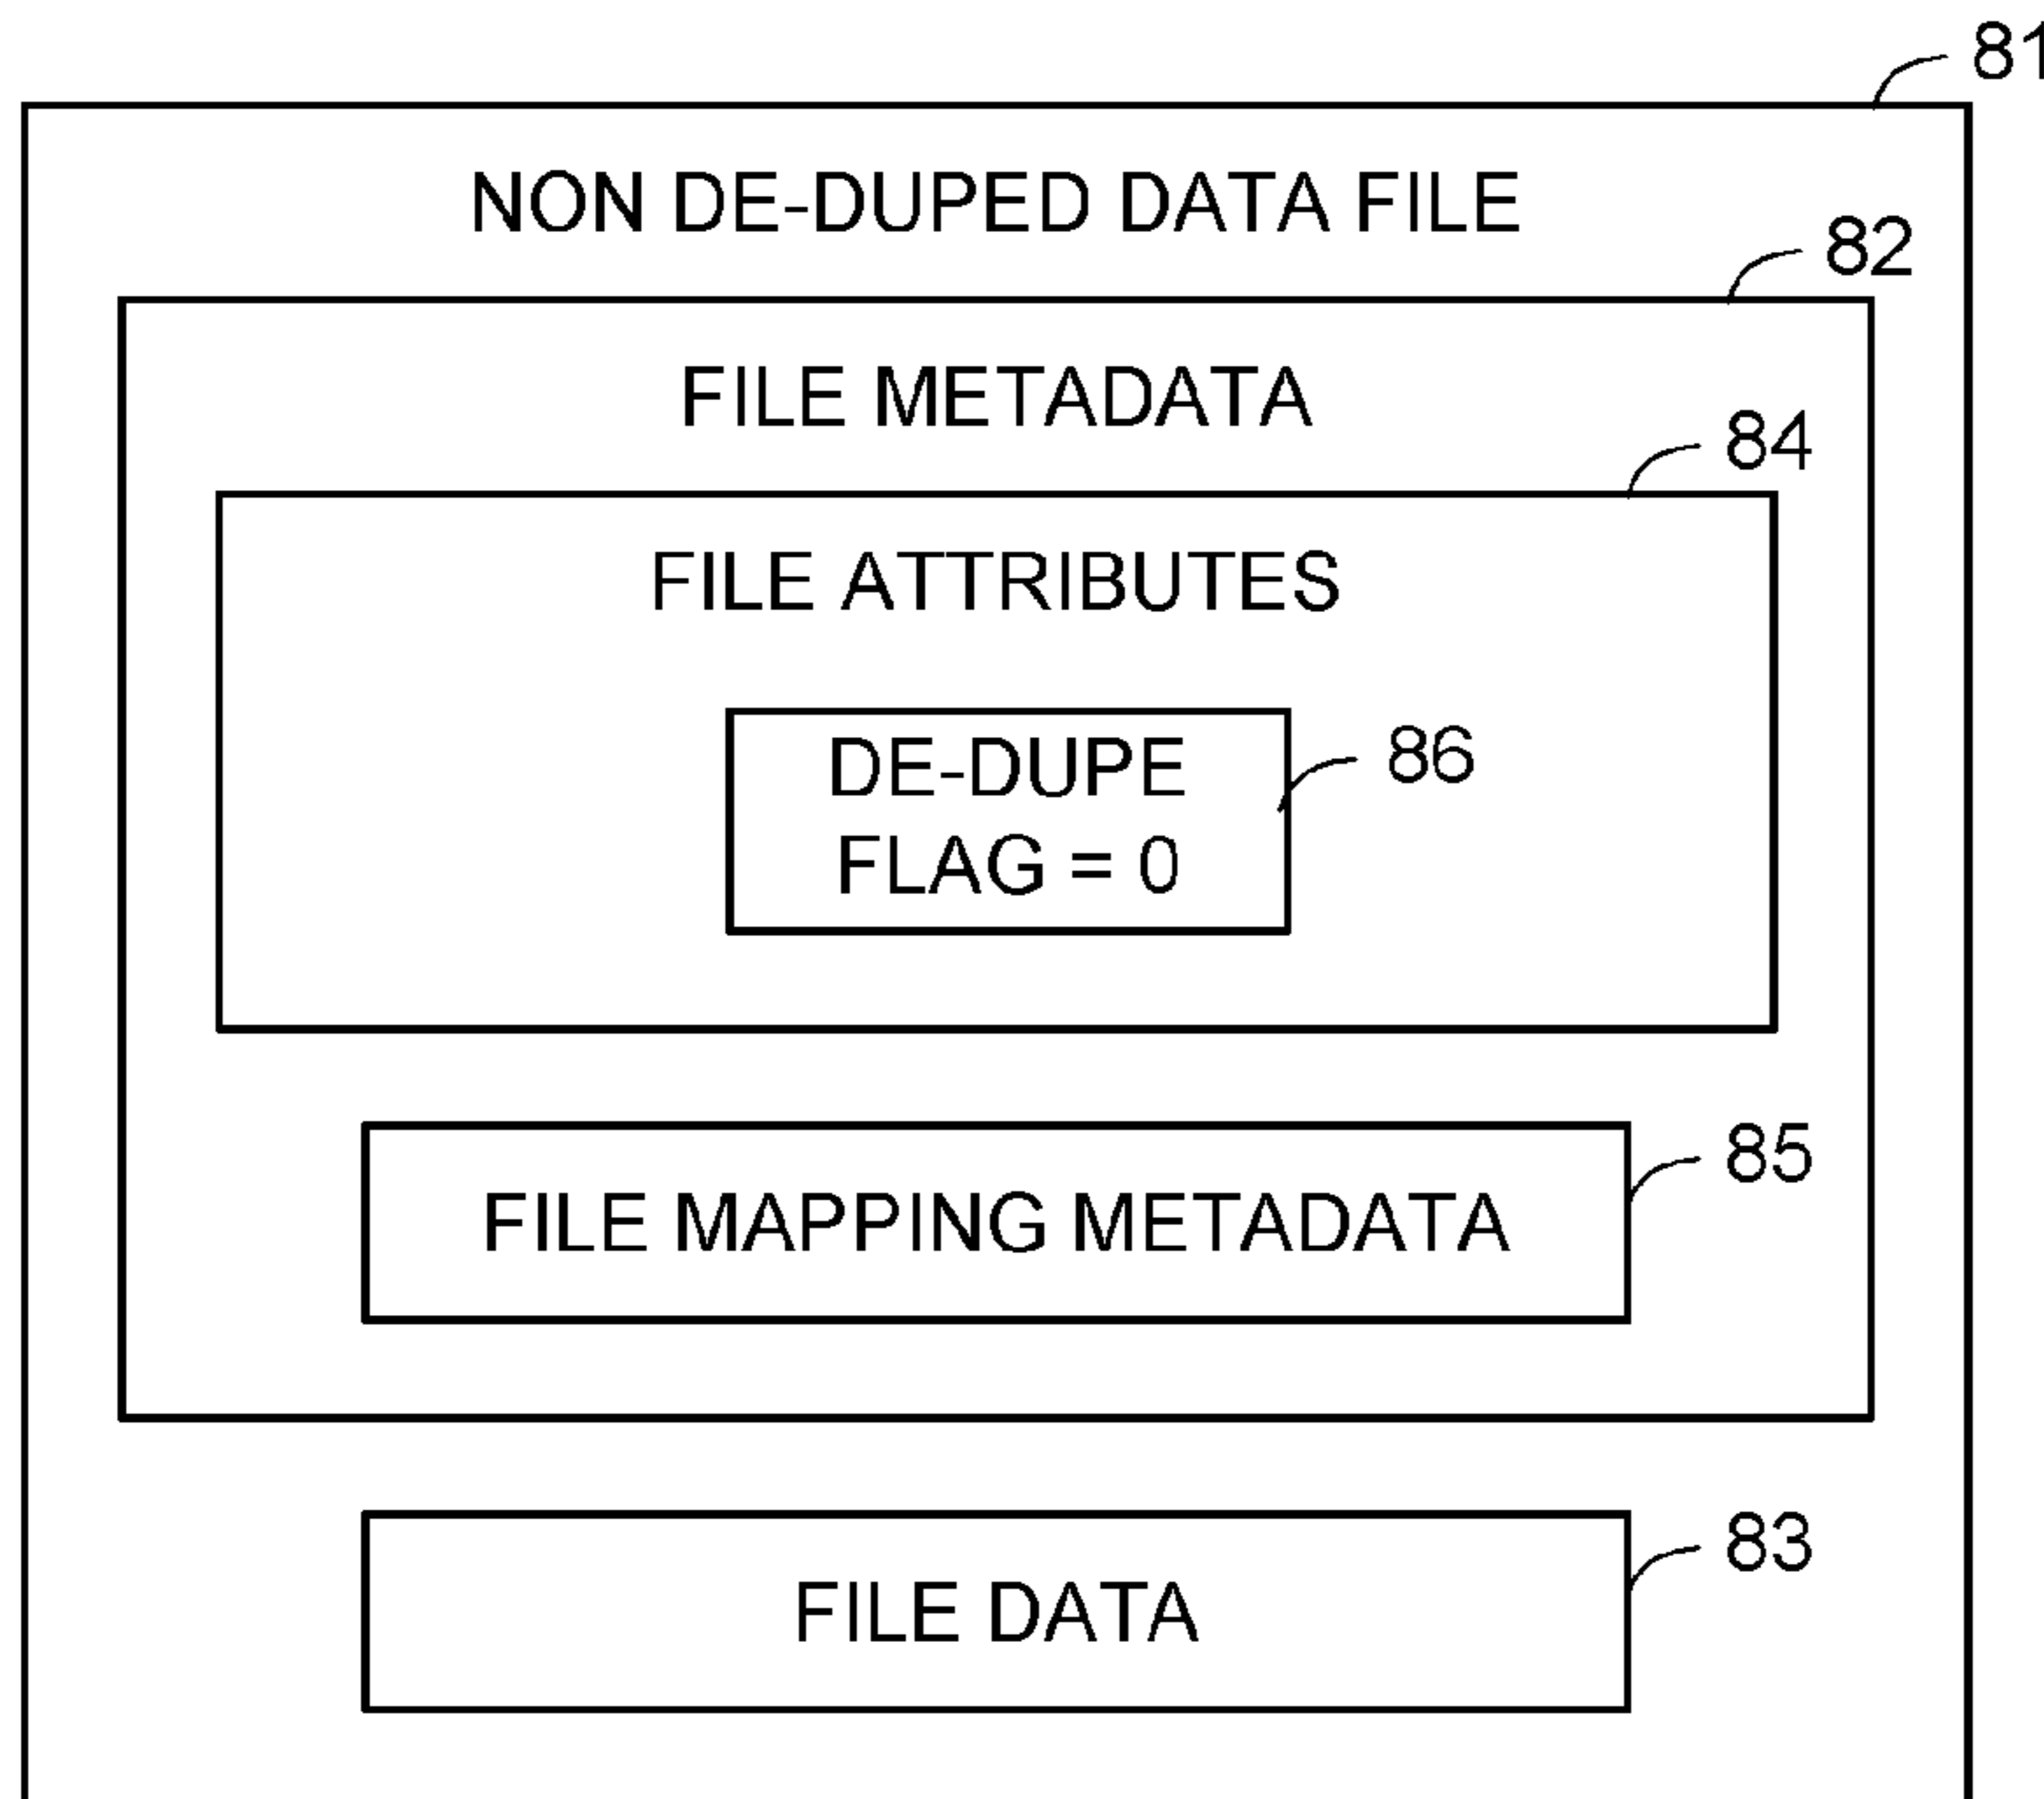 81
NON DE-DUPED DATA FILE
82
FILE METADATA
84
FILE ATTRIBUTES
DE-DUPE
FLAG = 0
86
85
FILE MAPPING METADATA
83
FILE DATA